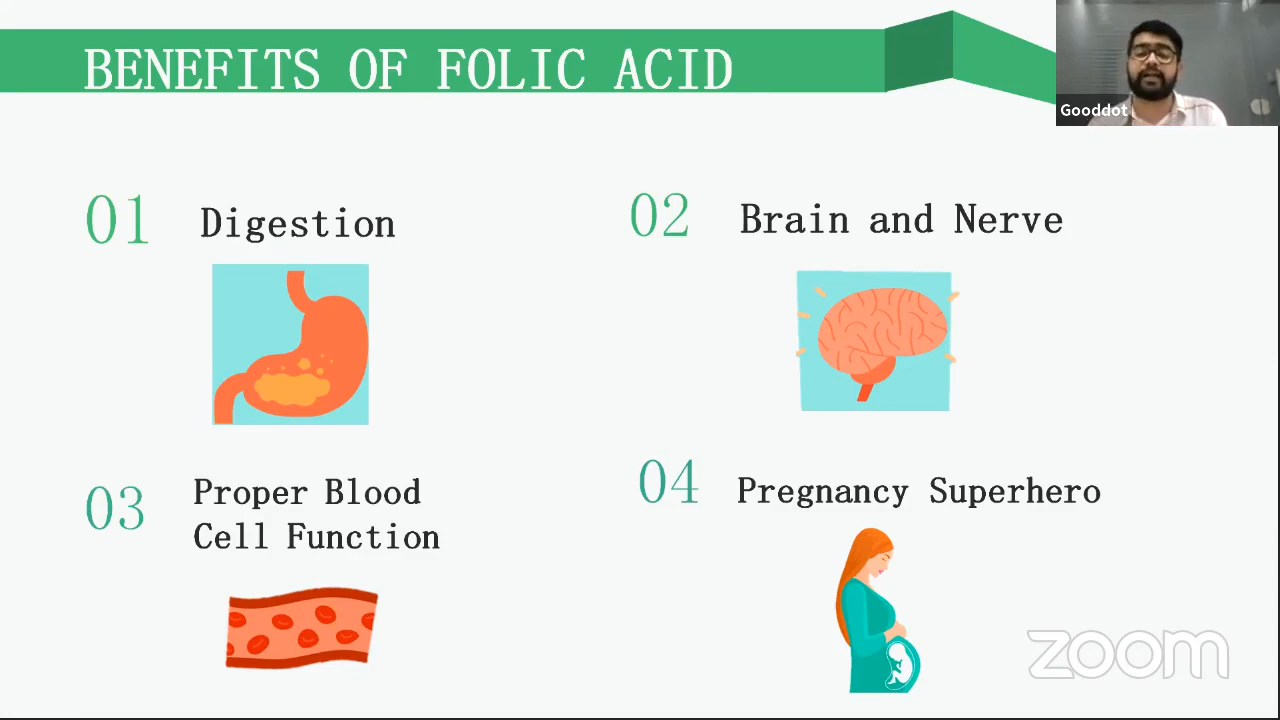 BENEFITS OF FOLIC ACID
Gooddot
01 Digestion
02 Brain and Nerve
03 Proper Blood
Cell Function
04 Pregnancy Superhero
zoom